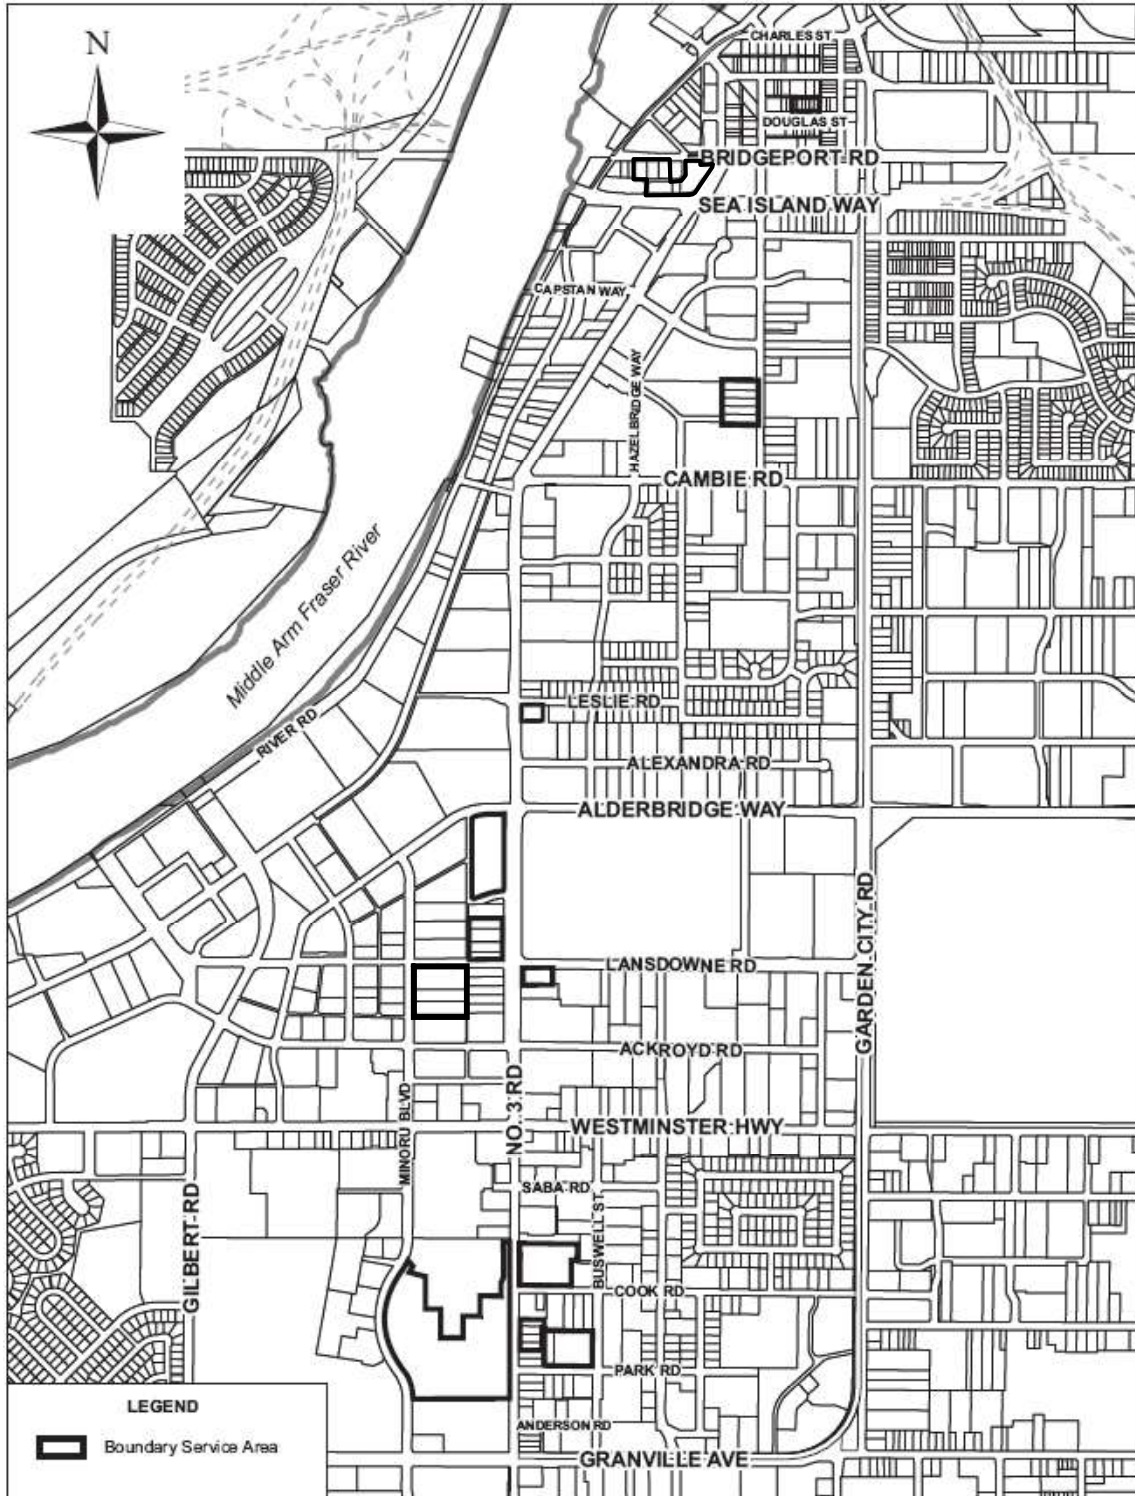 N
CHARLES ST
DOUGLAS ST
BRIDGEPORT RD
SEA ISLAND WAY
CAPSTAN WAY
HAZELBRIDGE WAY
CAMBIE RD
Middle Arm Fraser River
RIVER RD
LESLIE RD
ALEXANDRA RD
ALDERBRIDGE WAY
GARDEN CITY RD
LANSDOWNE RD
ACKROYD RD
NO. 3 RD
MINORU BLVD
WESTMINSTER HWY
GILBERT RD
SABA RD
BUSWELL ST
COOK RD
PARK RD
ANDERSON RD
GRANVILLE AVE
LEGEND
Boundary Service Area